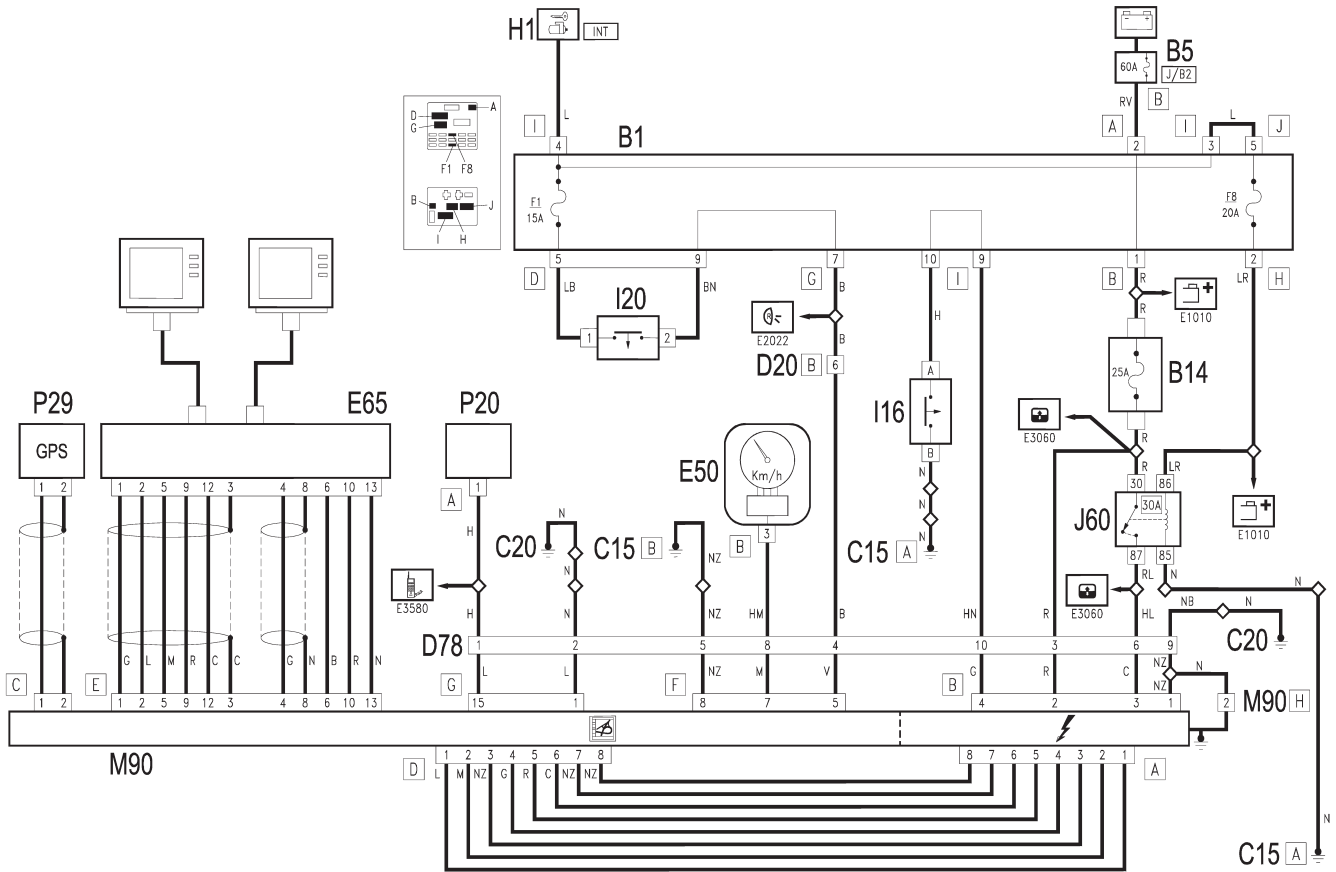 H1 INT
B5
60A
J/B2
RV B
L
A
D
G
F1 F8
B
J
I H
I 4 B1 A 2 I 3 L 5 J
F1
15A
F8
20A
D 5 9 G 7 10 I 9 B 1 2 H
LB BN B R LR
I20
1 2
E2022
B
D20 B 6
H
A
I16
B
N
N
N
C15 A
R
E1010
25A
B14
E3060
R
R LR
30 86
30A
J60
87 85
E1010
RL N
E3060
HL
NB N
N
C20
P29
GPS
1 2
E65
1 2 5 9 12 3 4 8 6 10 13
P20
1
A
H
E3580
H
N
C20
N
N
C15 B
NZ
NZ
E50
Km/h
3
B
HM
B
HN
R
D78 1 2 5 8 4 10 3 6 9
G L M R C C G N B R N
L L NZ M V G R C NZ
NZ
N
C 1 2 E 1 2 5 9 12 3 4 8 6 10 13 G 15 1 F 8 7 5 B 4 2 3 1 2 M90 H
M90
D 1 2 3 4 5 6 7 8 8 7 6 5 4 3 2 1 A
L M NZ G R C NZ NZ
N
C15 A